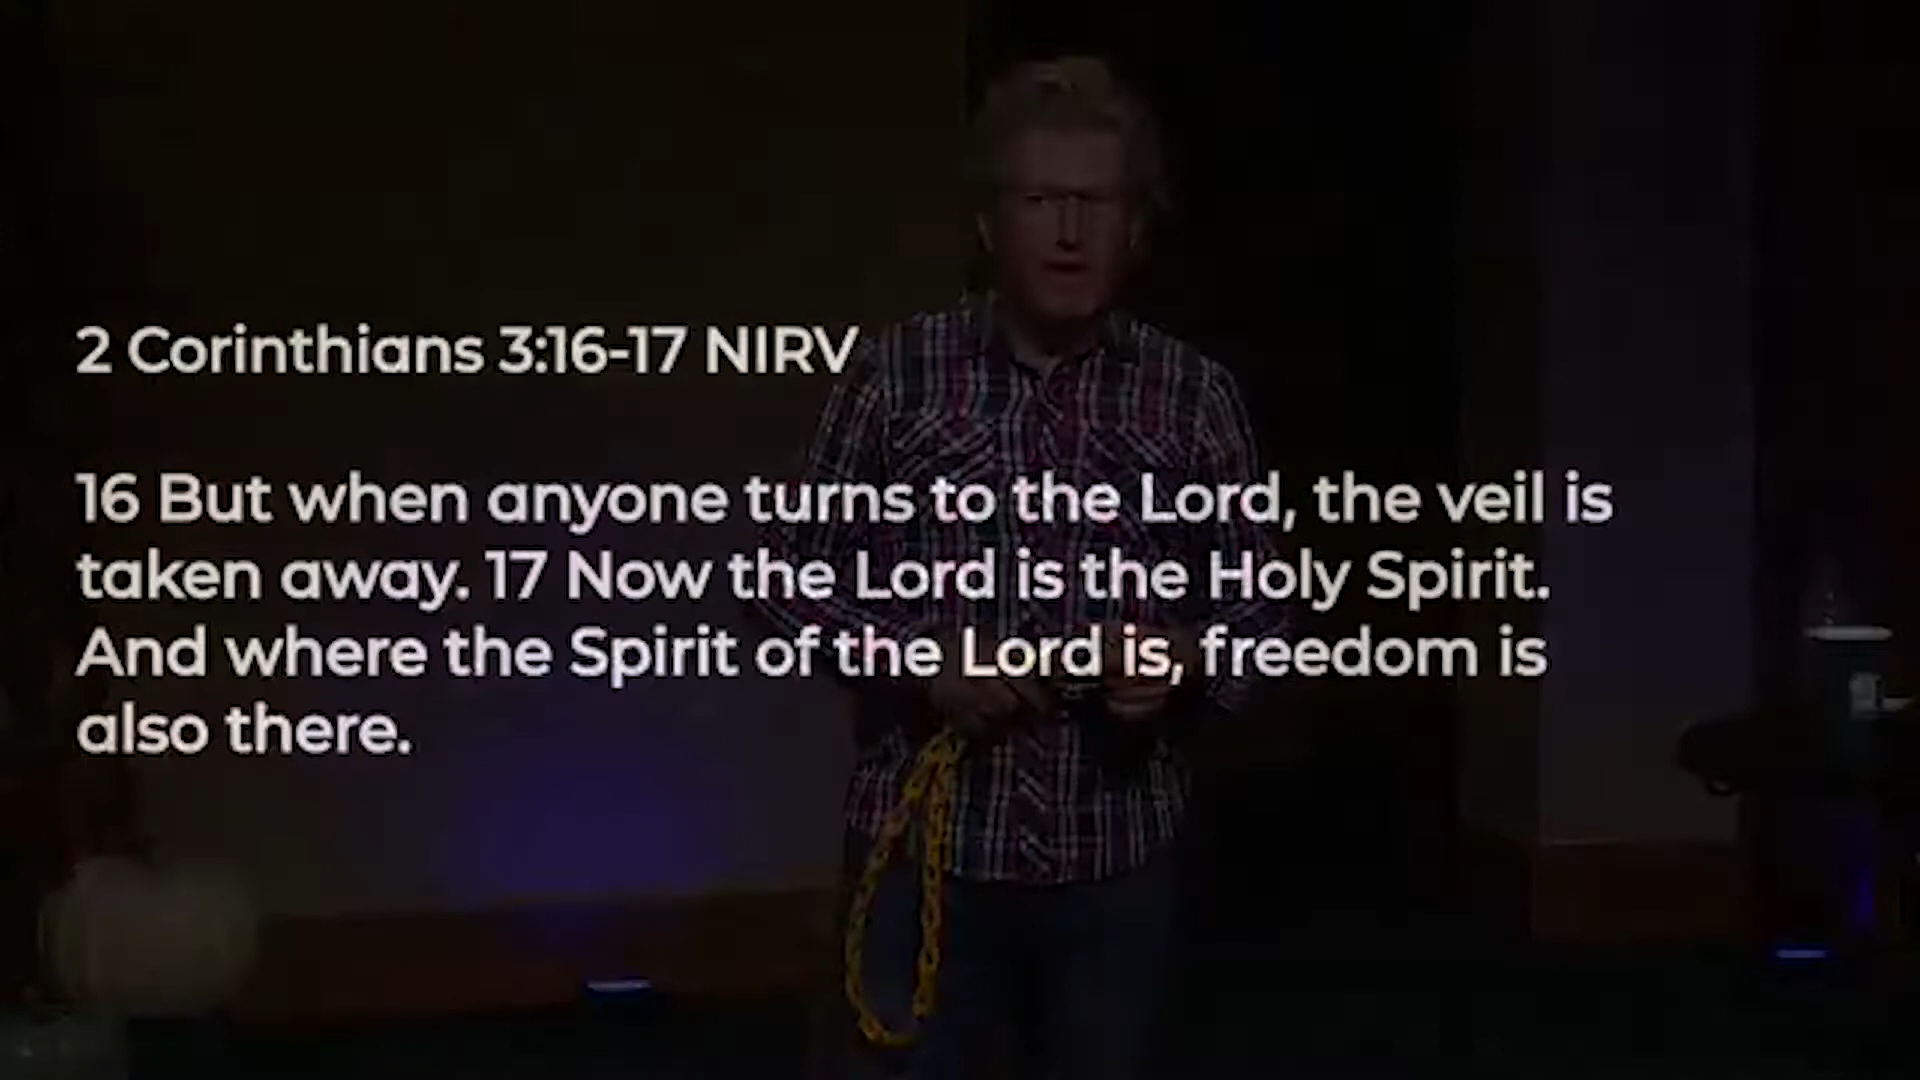 2 Corinthians 3:16-17 NIRV
16 But when anyone turns to the Lord, the veil is
taken away. 17 Now the Lord is the Holy Spirit.
And where the Spirit of the Lord is, freedom is
also there.